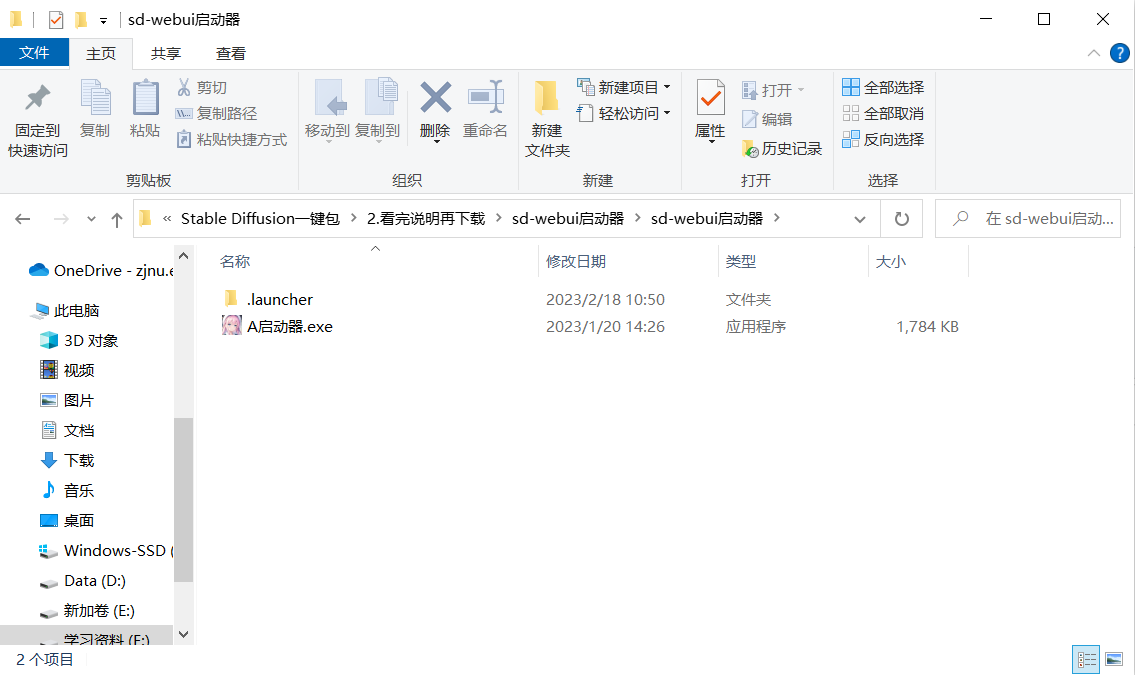 sd-webui启动器
文件 主页 共享 查看
固定到快速访问
复制
粘贴
剪切
复制路径
粘贴快捷方式
剪贴板
移动到
复制到
删除
重命名
组织
新建文件夹
新建项目
轻松访问
新建
属性
打开
编辑
历史记录
打开
全部选择
全部取消
反向选择
选择
« Stable Diffusion一键包 > 2.看完说明再下载 > sd-webui启动器 > sd-webui启动器 >
在 sd-webui启动...
名称 修改日期 类型 大小
.launcher 2023/2/18 10:50 文件夹
A启动器.exe 2023/1/20 14:26 应用程序 1,784 KB
OneDrive - zjnu.e
此电脑
3D 对象
视频
图片
文档
下载
音乐
桌面
Windows-SSD (
Data (D:)
新加卷 (E:)
学习资料 (F:)
2 个项目